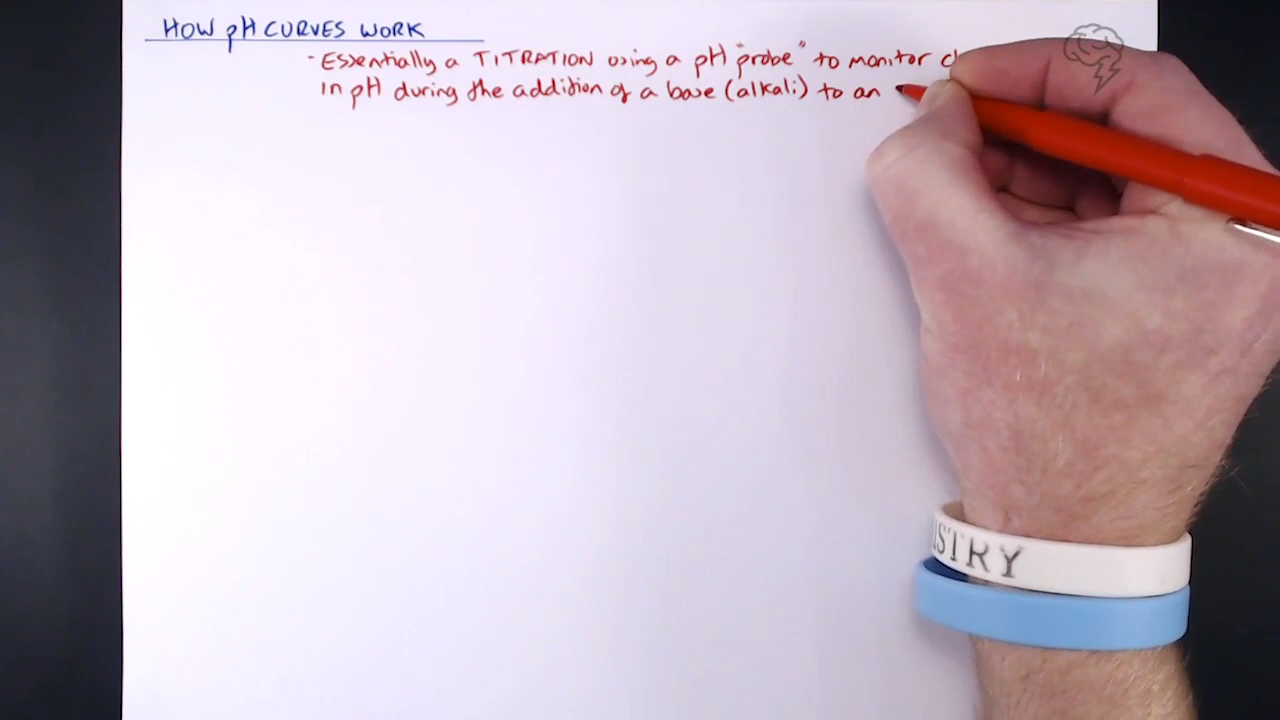 HOW pH CURVES WORK
- Essentially a TITRATION using a pH "probe" to monitor
in pH during the addition of a base (alkali) to an
ISTRY